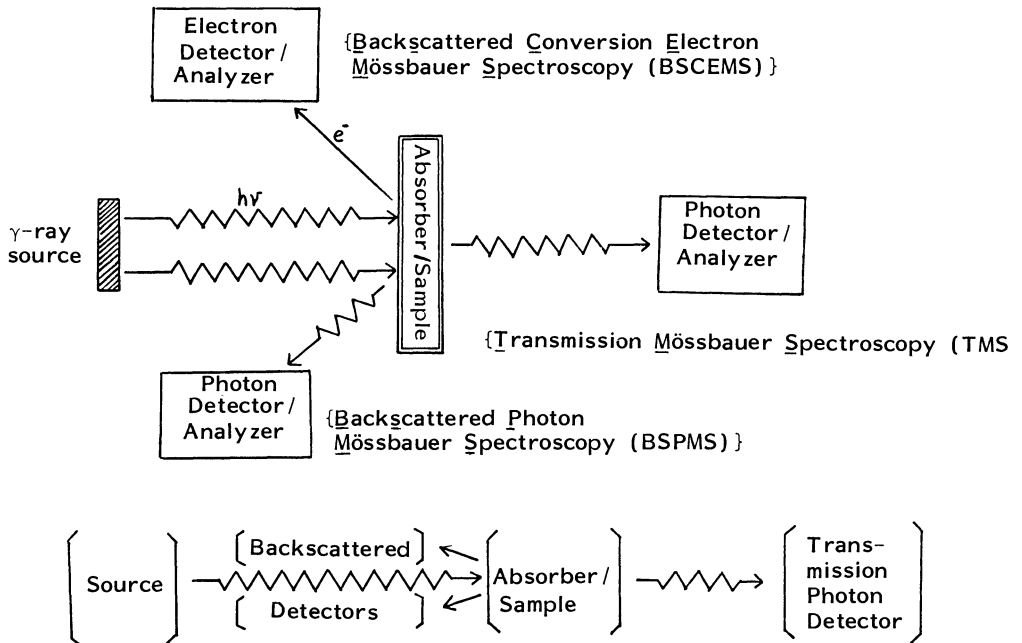 Electron
Detector/
Analyzer
{Backscattered Conversion Electron
Mössbauer Spectroscopy (BSCEMS)}
e⁻
Absorber/Sample
hν
γ-ray
source
Photon
Detector/
Analyzer
{Transmission Mössbauer Spectroscopy (TMS
Photon
Detector/
Analyzer
{Backscattered Photon
Mössbauer Spectroscopy (BSPMS)}
Source
Backscattered
Detectors
Absorber/
Sample
Trans-
mission
Photon
Detector